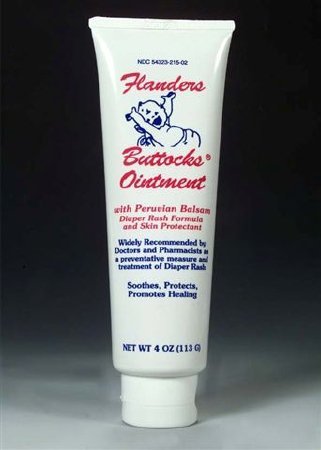 NDC 54323-215-02
Flanders
Buttocks®
Ointment
with Peruvian Balsam
Diaper Rash Formula
and Skin Protectant
Widely Recommended by
Doctors and Pharmacists as
a preventative measure and
treatment of Diaper Rash
Soothes, Protects,
Promotes Healing
NET WT 4 OZ (113 G)